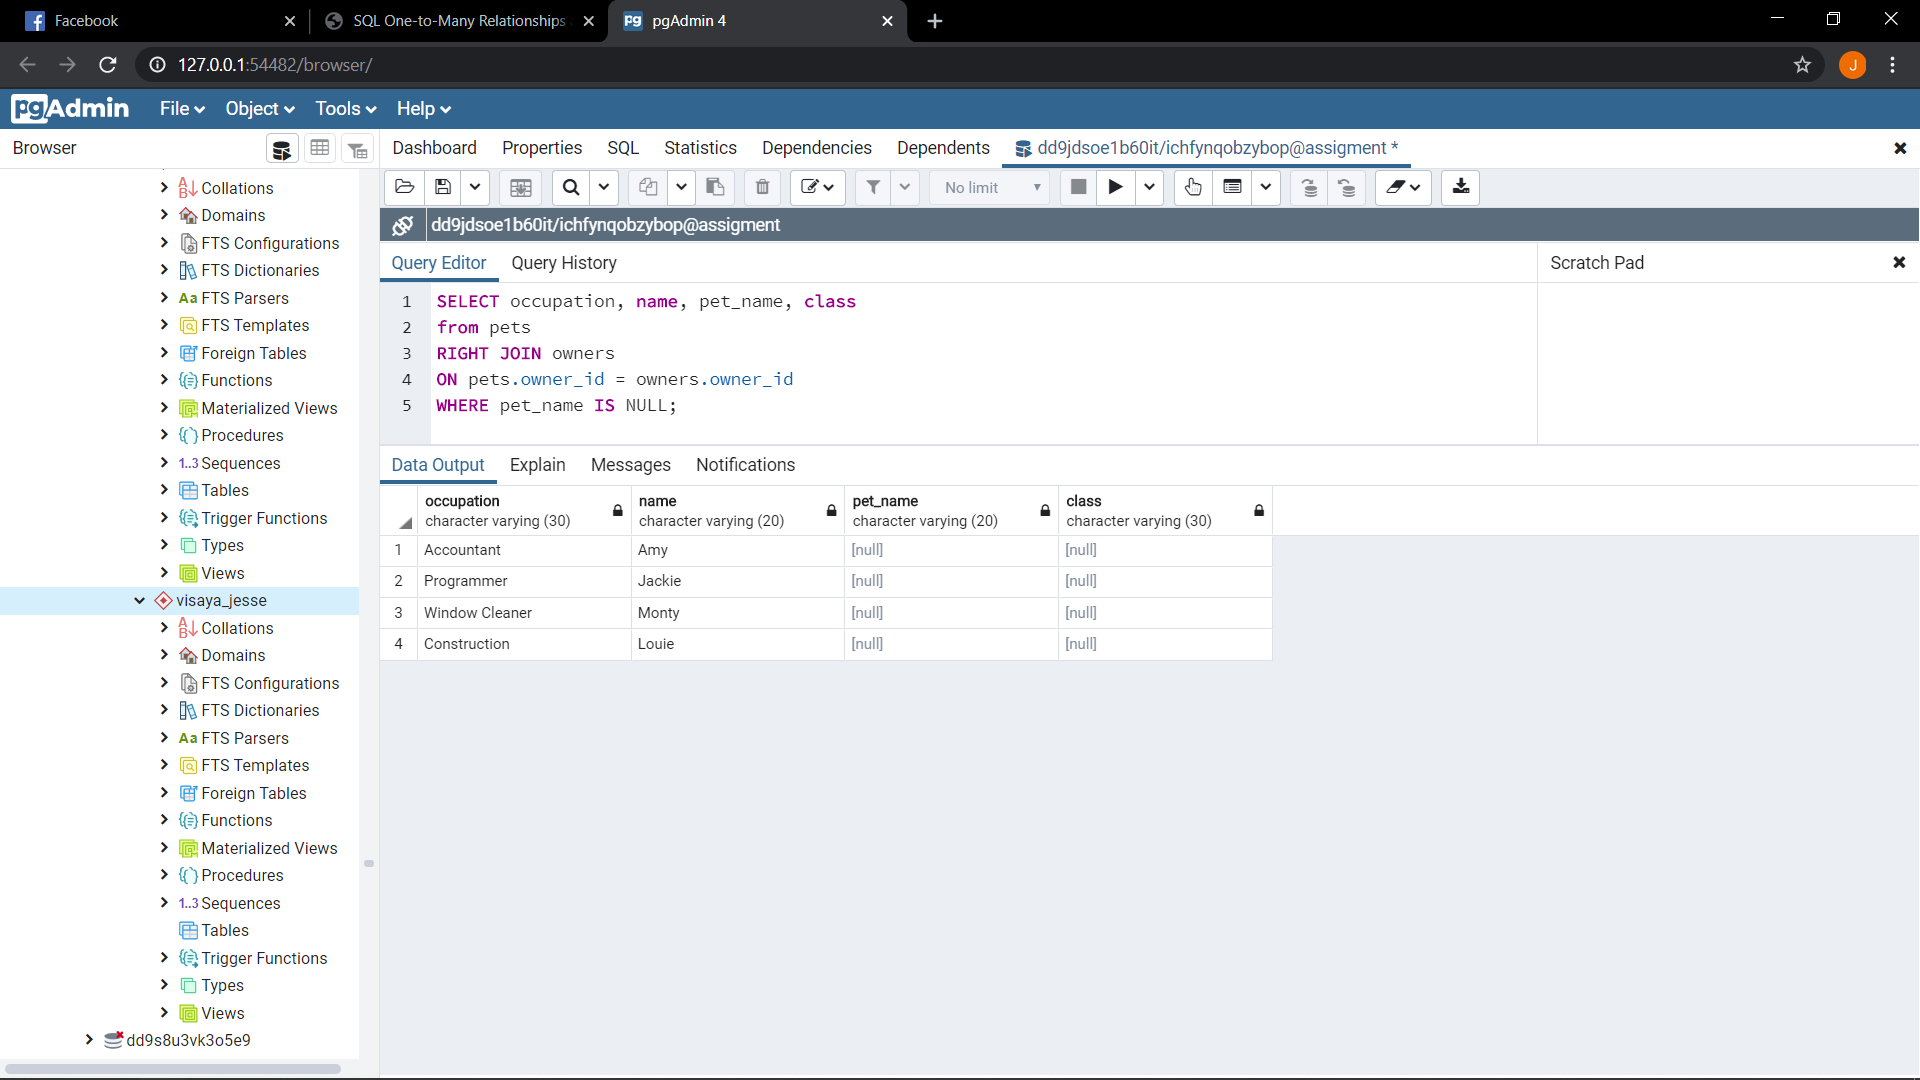 Facebook
SQL One-to-Many Relationships
pgAdmin 4
127.0.0.1:54482/browser/
J
pgAdmin
File
Object
Tools
Help
Browser
Dashboard
Properties
SQL
Statistics
Dependencies
Dependents
dd9jdsoe1b60it/ichfynqobzybop@assigment *
No limit
dd9jdsoe1b60it/ichfynqobzybop@assigment
Query Editor
Query History
Scratch Pad
1 SELECT occupation, name, pet_name, class
2 from pets
3 RIGHT JOIN owners
4 ON pets.owner_id = owners.owner_id
5 WHERE pet_name IS NULL;
Data Output
Explain
Messages
Notifications
occupation
character varying (30)
name
character varying (20)
pet_name
character varying (20)
class
character varying (30)
1 Accountant Amy [null] [null]
2 Programmer Jackie [null] [null]
3 Window Cleaner Monty [null] [null]
4 Construction Louie [null] [null]
Collations
Domains
FTS Configurations
FTS Dictionaries
Aa FTS Parsers
FTS Templates
Foreign Tables
Functions
Materialized Views
Procedures
1..3 Sequences
Tables
Trigger Functions
Types
Views
visaya_jesse
Collations
Domains
FTS Configurations
FTS Dictionaries
Aa FTS Parsers
FTS Templates
Foreign Tables
Functions
Materialized Views
Procedures
1..3 Sequences
Tables
Trigger Functions
Types
Views
dd9s8u3vk3o5e9